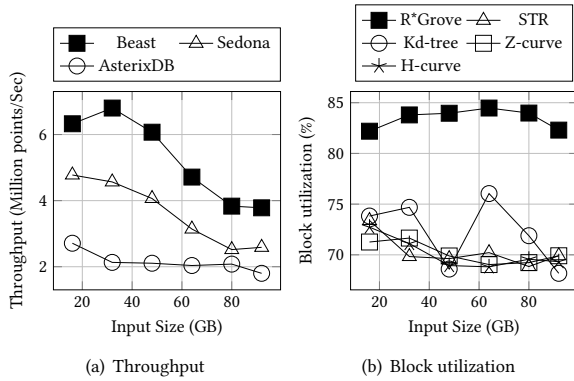 Beast Sedona
AsterixDB
Throughput (Million points/Sec)
6
4
2
20 40 60 80
Input Size (GB)
(a) Throughput
R*Grove STR
Kd-tree Z-curve
H-curve
Block utilization (%)
85
80
75
70
20 40 60 80
Input Size (GB)
(b) Block utilization